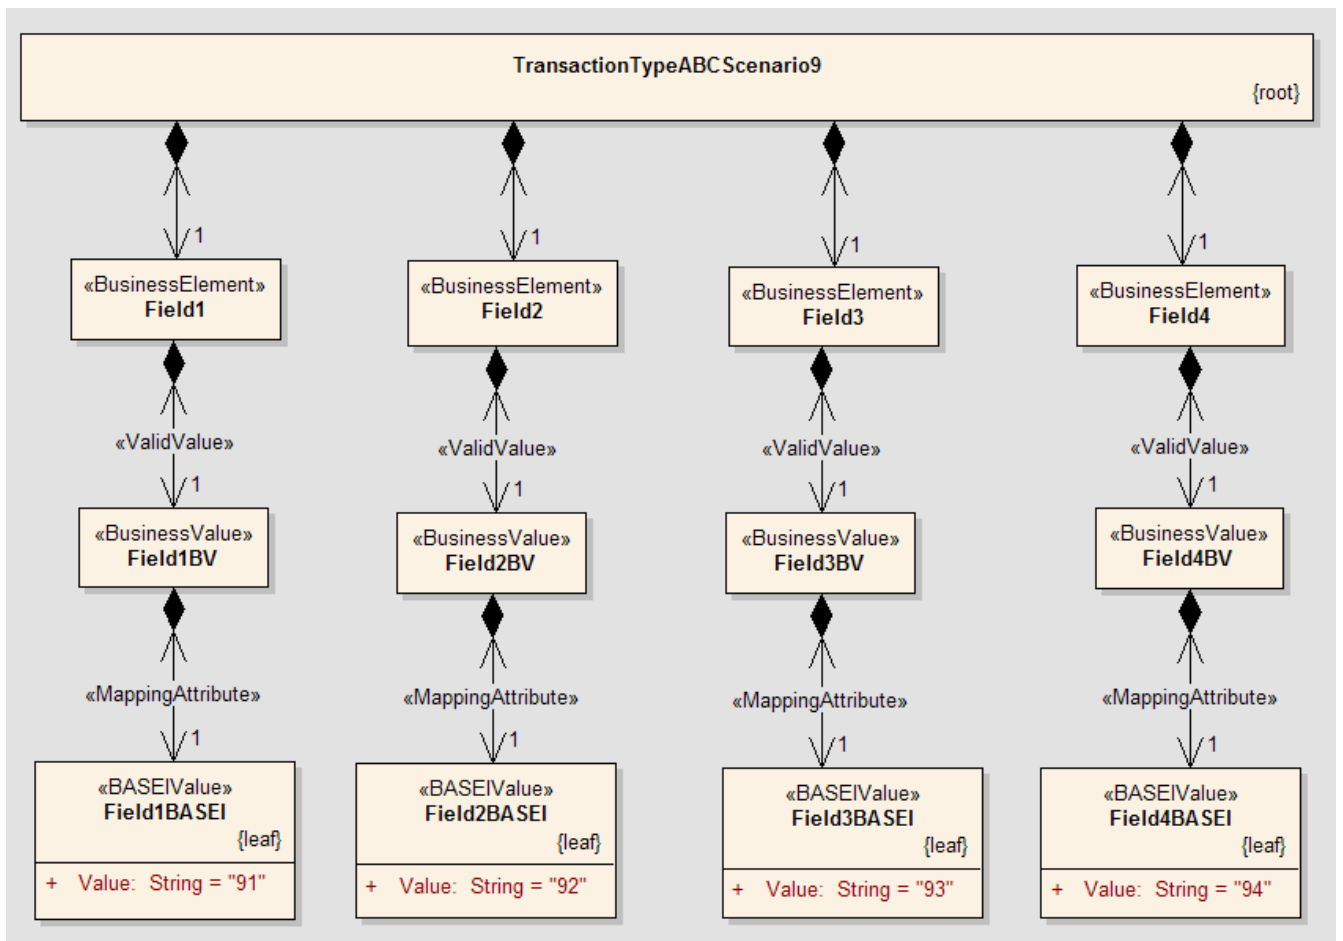 TransactionTypeABCScenario9
{root}
1
1
1
1
«BusinessElement»
Field1
«BusinessElement»
Field2
«BusinessElement»
Field3
«BusinessElement»
Field4
«ValidValue»
«ValidValue»
«ValidValue»
«ValidValue»
1
1
1
1
«BusinessValue»
Field1BV
«BusinessValue»
Field2BV
«BusinessValue»
Field3BV
«BusinessValue»
Field4BV
«MappingAttribute»
«MappingAttribute»
«MappingAttribute»
«MappingAttribute»
1
1
1
1
«BASEIValue»
Field1BASEI
{leaf}
+ Value: String = "91"
«BASEIValue»
Field2BASEI
{leaf}
+ Value: String = "92"
«BASEIValue»
Field3BASEI
{leaf}
+ Value: String = "93"
«BASEIValue»
Field4BASEI
{leaf}
+ Value: String = "94"